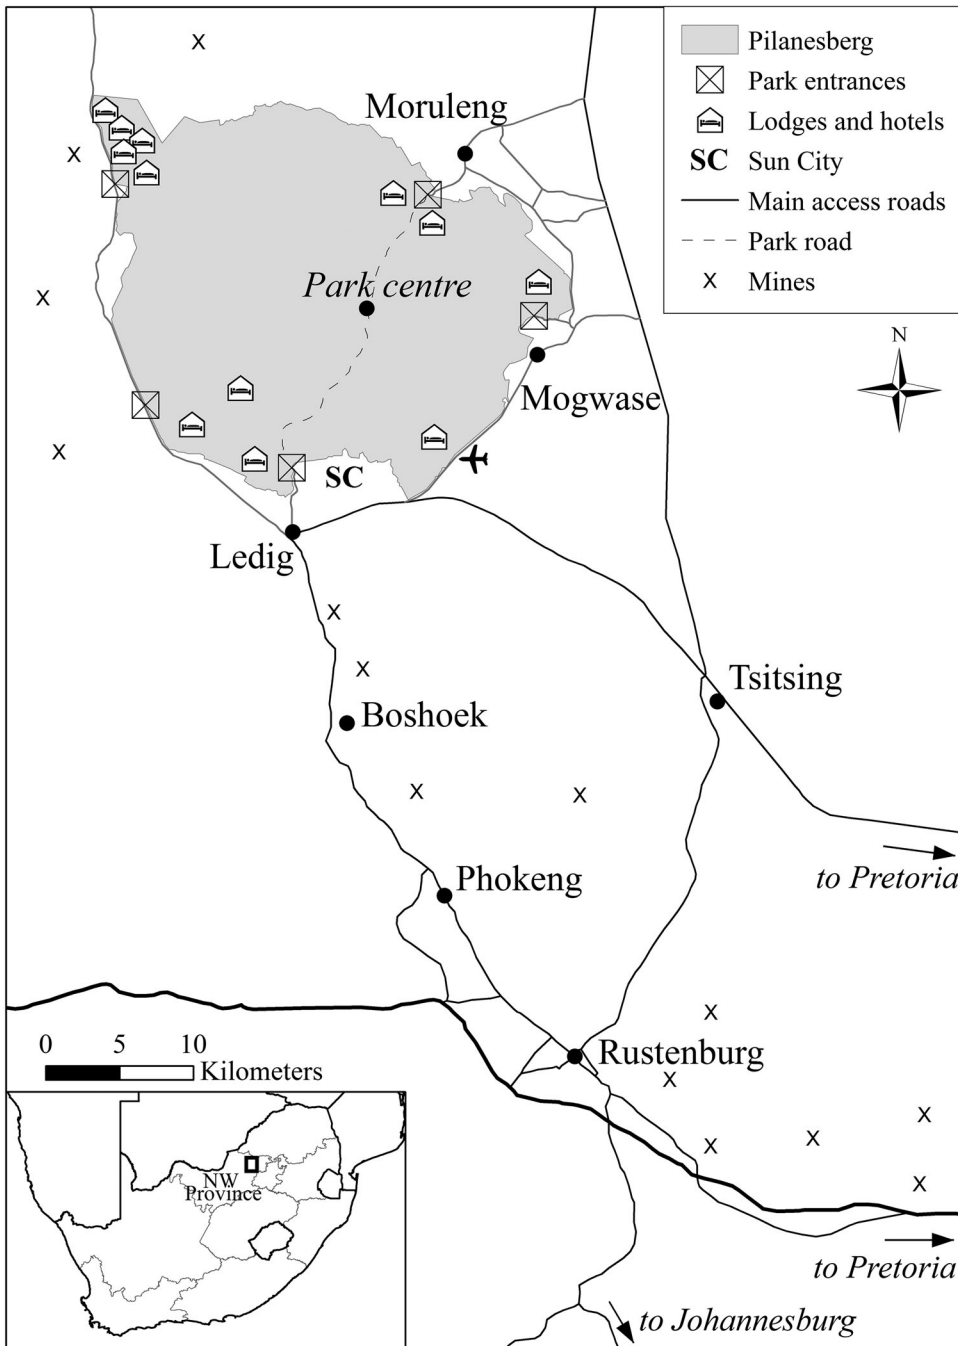 X
Pilanesberg
Park entrances
Lodges and hotels
SC Sun City
Main access roads
Park road
X Mines
Moruleng
X
Park centre
X
N
Mogwase
X
SC
Ledig
X
X
Tsitsing
Boshoek
X
X
to Pretoria
Phokeng
X
0 5 10
Kilometers
Rustenburg
X
X
X
X
X
NW
Province
to Pretoria
to Johannesburg